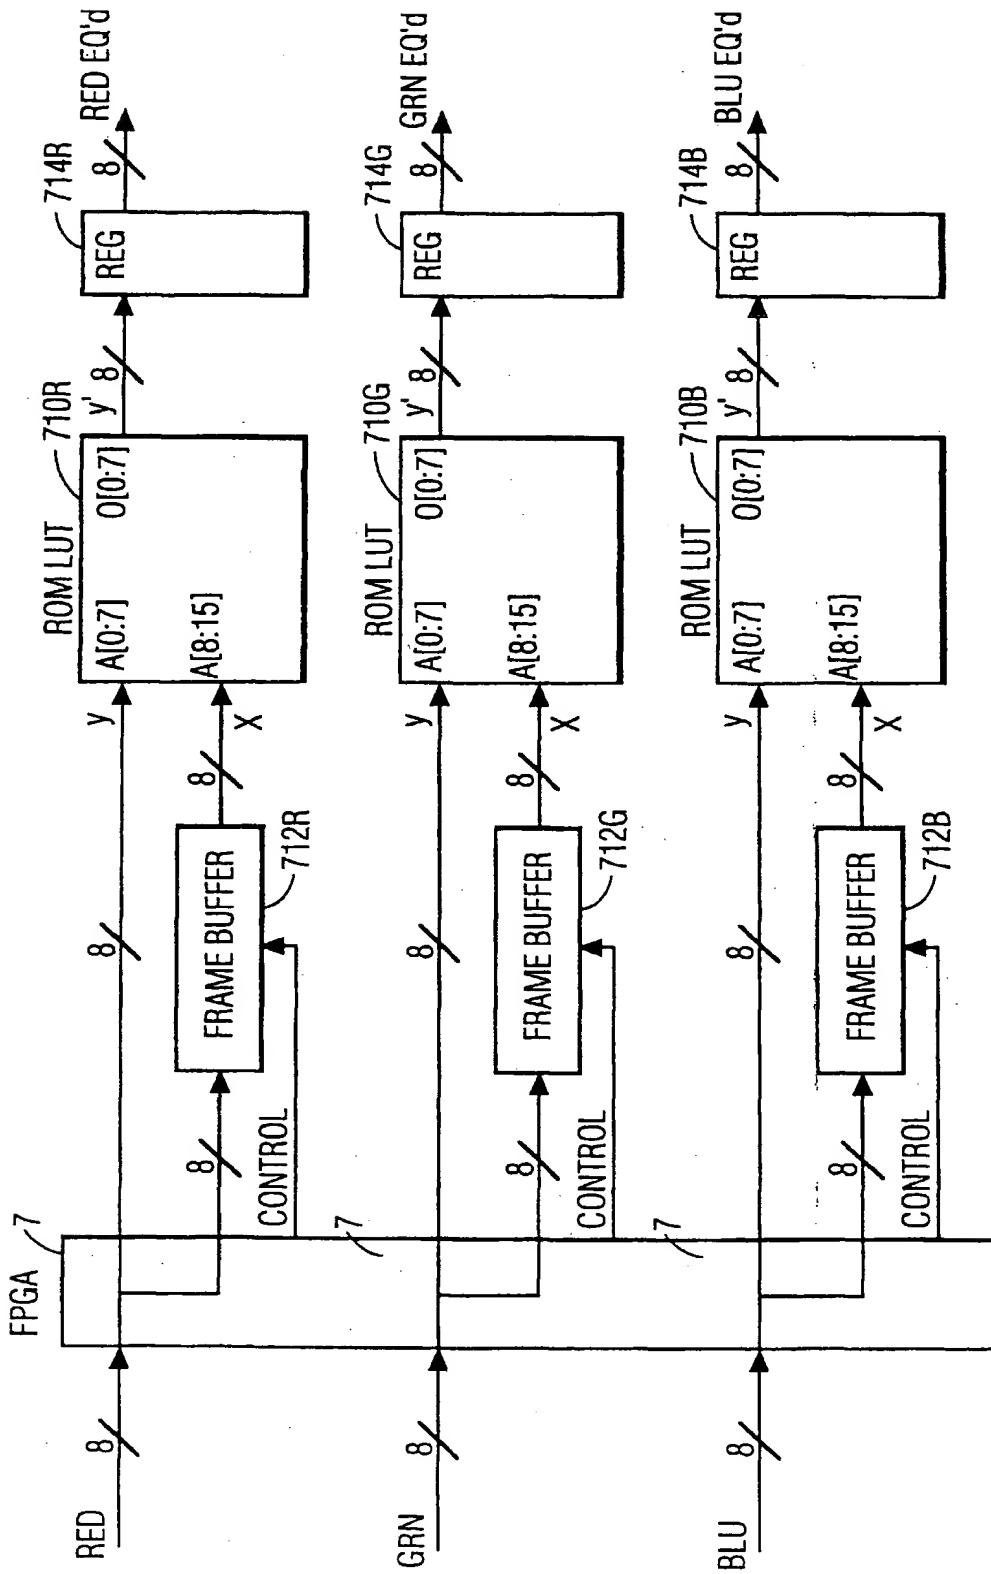 FPGA
7
RED
8
8
8
CONTROL
FRAME BUFFER
712R
8
y
X
ROM LUT
710R
A[0:7]
O[0:7]
A[8:15]
y'
8
REG
714R
8
RED EQ'd
7
GRN
8
8
8
CONTROL
FRAME BUFFER
712G
8
y
X
ROM LUT
710G
A[0:7]
O[0:7]
A[8:15]
y'
8
REG
714G
8
GRN EQ'd
7
BLU
8
8
8
CONTROL
FRAME BUFFER
712B
8
y
X
ROM LUT
710B
A[0:7]
O[0:7]
A[8:15]
y'
8
REG
714B
8
BLU EQ'd